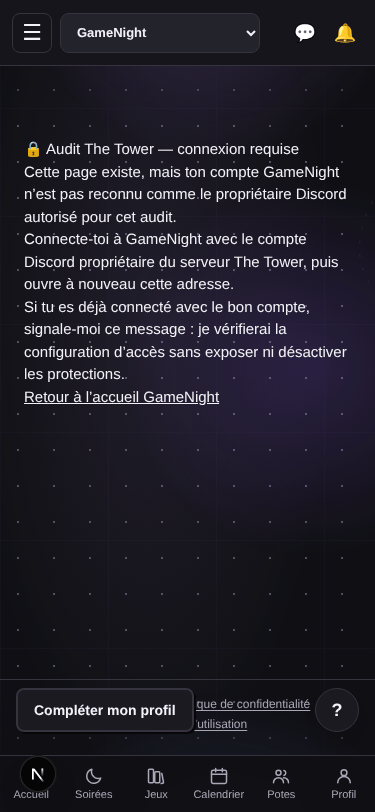 GameNight
🔒 Audit The Tower — connexion requise
Cette page existe, mais ton compte GameNight
n'est pas reconnu comme le propriétaire Discord
autorisé pour cet audit.
Connecte-toi à GameNight avec le compte
Discord propriétaire du serveur The Tower, puis
ouvre à nouveau cette adresse.
Si tu es déjà connecté avec le bon compte,
signale-moi ce message : je vérifierai la
configuration d'accès sans exposer ni désactiver
les protections.
Retour à l'accueil GameNight
Compléter mon profil
que de confidentialité
'utilisation
?
N
Accueil
Soirées
Jeux
Calendrier
Potes
Profil